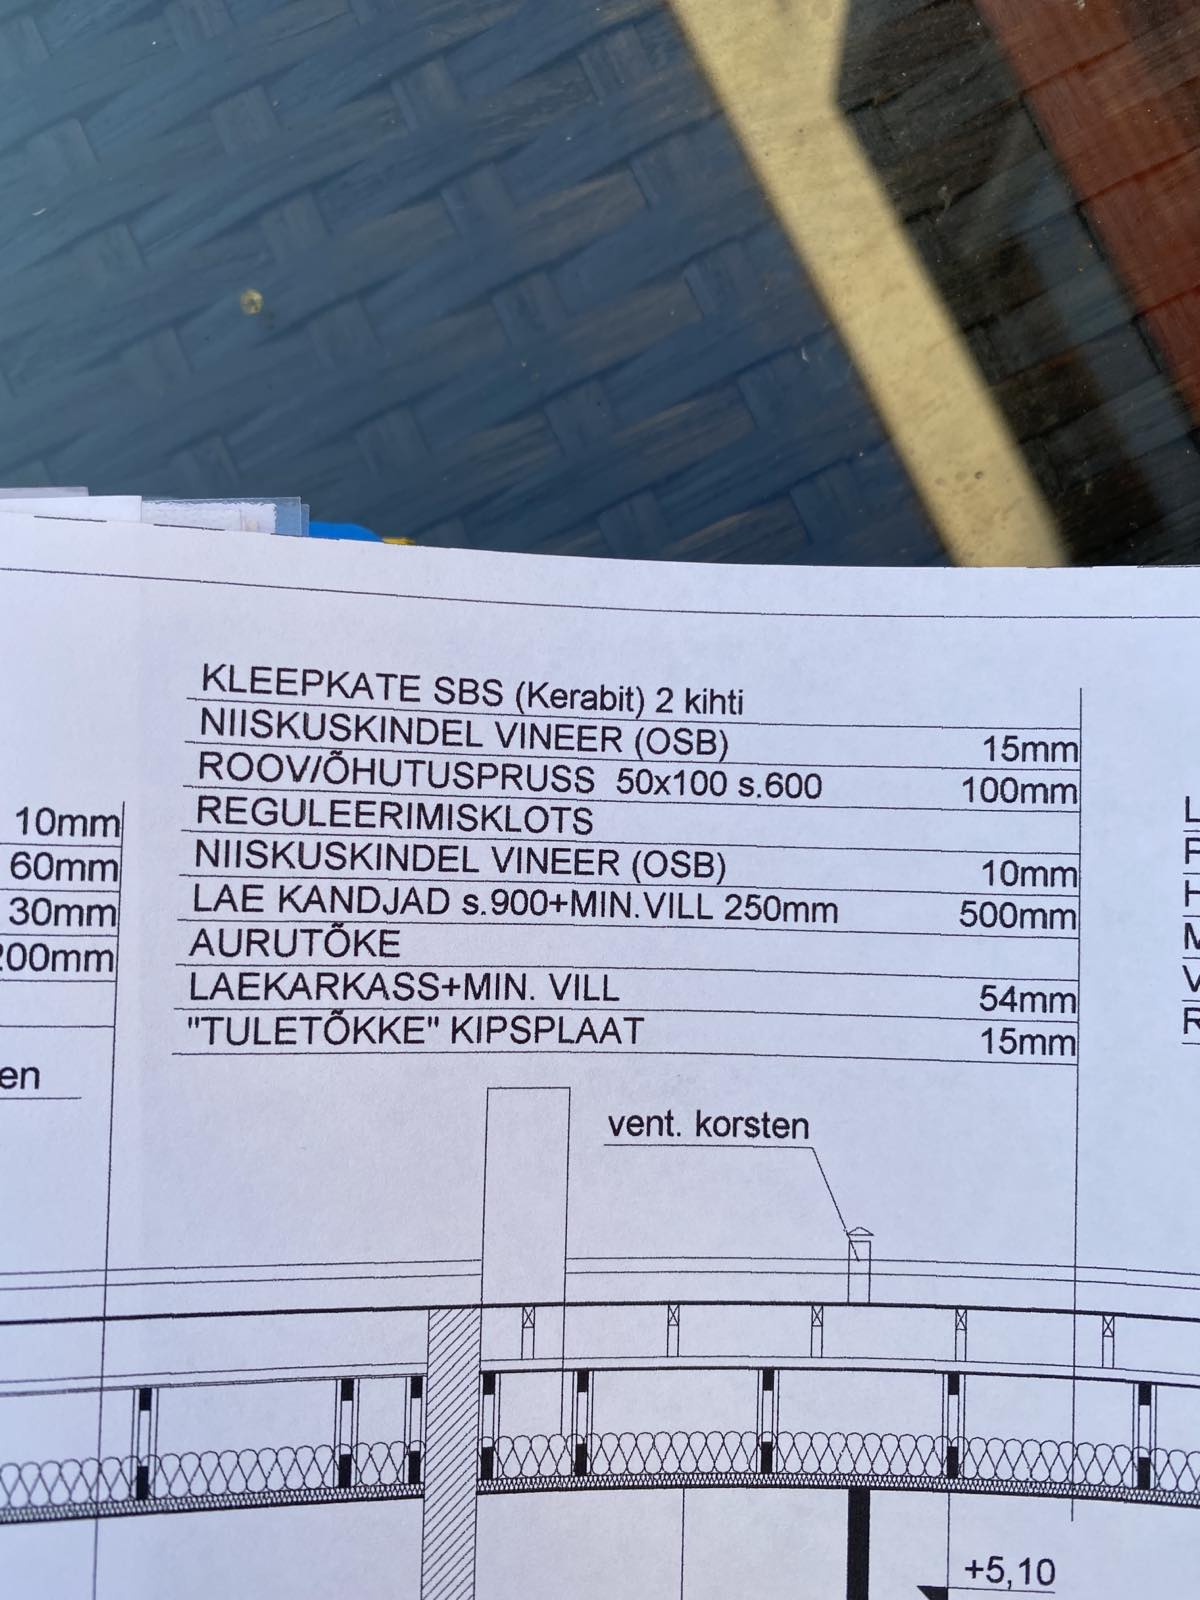 KLEEPKATE SBS (Kerabit) 2 kihti
NIISKUSKINDEL VINEER (OSB) 15mm
ROOV/ÕHUTUSPRUSS 50x100 s.600 100mm
REGULEERIMISKLOTS
NIISKUSKINDEL VINEER (OSB) 10mm
LAE KANDJAD s.900+MIN.VILL 250mm 500mm
AURUTÕKE
LAEKARKASS+MIN. VILL 54mm
"TULETÕKKE" KIPSPLAAT 15mm
10mm
60mm
30mm
200mm
en
vent. korsten
+5,10
L
P
H
M
V
R